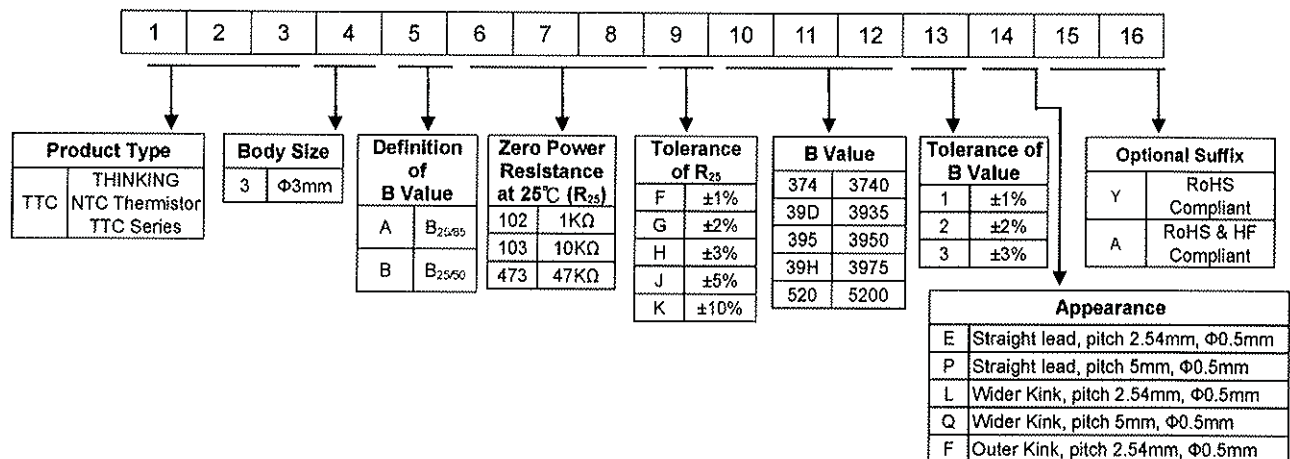 1 2 3 4 5 6 7 8 9 10 11 12 13 14 15 16
Product Type
TTC THINKING
NTC Thermistor
TTC Series
Body Size
3 Φ3mm
Definition
of
B Value
A B25/85
B B25/50
Zero Power
Resistance
at 25℃ (R25)
102 1KΩ
103 10KΩ
473 47KΩ
Tolerance
of R25
F ±1%
G ±2%
H ±3%
J ±5%
K ±10%
B Value
374 3740
39D 3935
395 3950
39H 3975
520 5200
Tolerance of
B Value
1 ±1%
2 ±2%
3 ±3%
Optional Suffix
Y RoHS
Compliant
A RoHS & HF
Compliant
Appearance
E Straight lead, pitch 2.54mm, Φ0.5mm
P Straight lead, pitch 5mm, Φ0.5mm
L Wider Kink, pitch 2.54mm, Φ0.5mm
Q Wider Kink, pitch 5mm, Φ0.5mm
F Outer Kink, pitch 2.54mm, Φ0.5mm